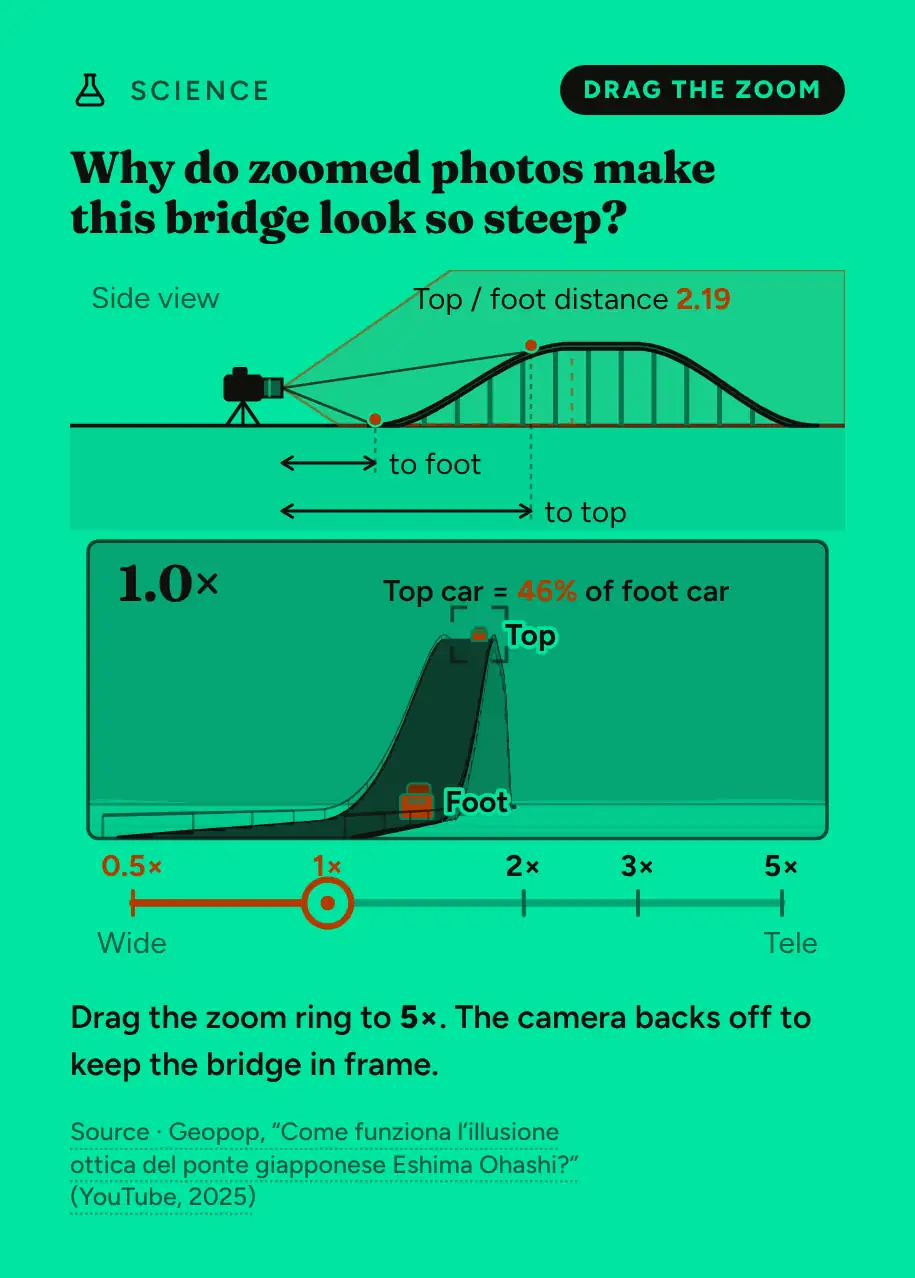 SCIENCE
DRAG THE ZOOM
Why do zoomed photos make
this bridge look so steep?
Side view
Top / foot distance 2.19
to foot
to top
1.0×
Top car = 46% of foot car
Top
Foot
0.5×
1×
2×
3×
5×
Wide
Tele
Drag the zoom ring to 5×. The camera backs off to
keep the bridge in frame.
Source · Geopop, “Come funziona l’illusione
ottica del ponte giapponese Eshima Ohashi?”
(YouTube, 2025)